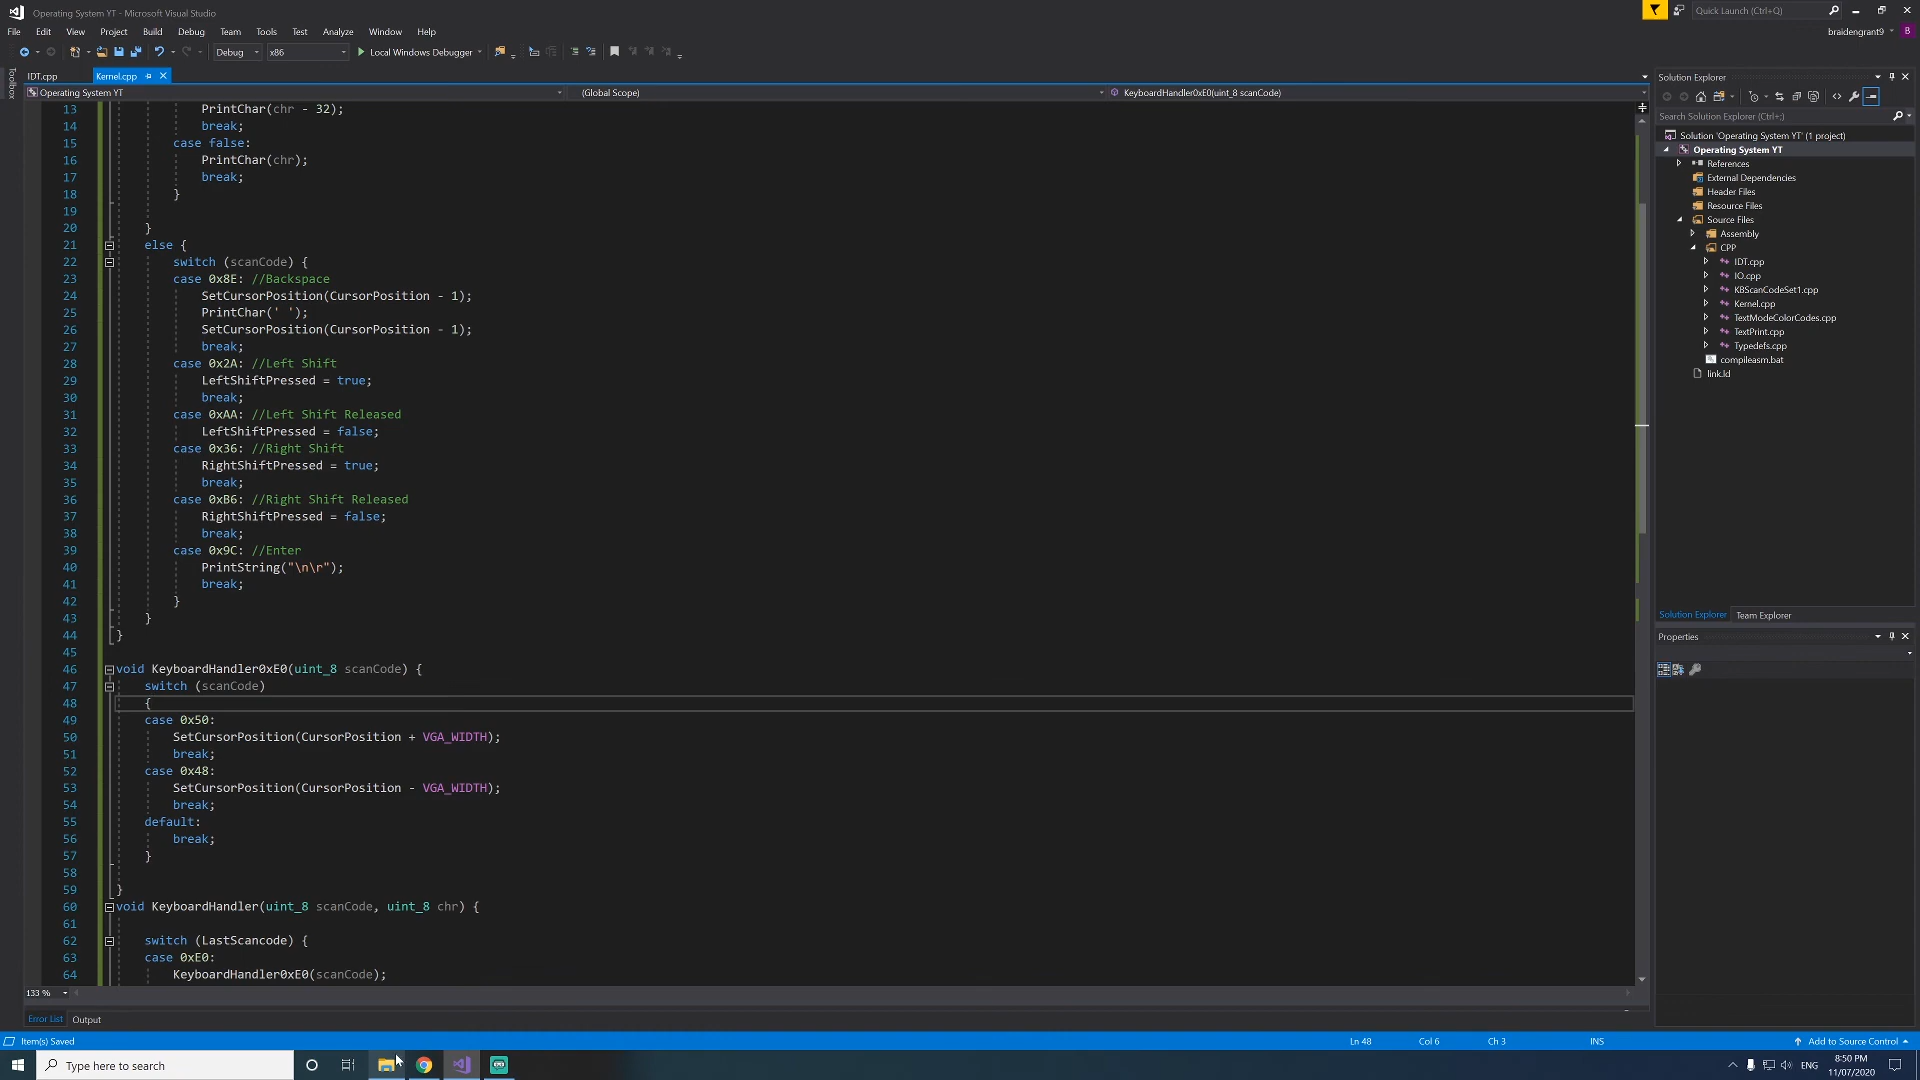 Operating System YT - Microsoft Visual Studio
Quick Launch (Ctrl+Q)
File Edit View Project Build Debug Team Tools Test Analyze Window Help
braidengrant9
B
Debug x86 Local Windows Debugger
Toolbox
IDT.cpp Kernel.cpp
Operating System YT (Global Scope) KeyboardHandler0xE0(uint_8 scanCode)
13 PrintChar(chr - 32);
14 break;
15 case false:
16 PrintChar(chr);
17 break;
18 }
19
20 }
21 else {
22 switch (scanCode) {
23 case 0x8E: //Backspace
24 SetCursorPosition(CursorPosition - 1);
25 PrintChar(' ');
26 SetCursorPosition(CursorPosition - 1);
27 break;
28 case 0x2A: //Left Shift
29 LeftShiftPressed = true;
30 break;
31 case 0xAA: //Left Shift Released
32 LeftShiftPressed = false;
33 case 0x36: //Right Shift
34 RightShiftPressed = true;
35 break;
36 case 0xB6: //Right Shift Released
37 RightShiftPressed = false;
38 break;
39 case 0x9C: //Enter
40 PrintString("\n\r");
41 break;
42 }
43 }
44 }
45
46 void KeyboardHandler0xE0(uint_8 scanCode) {
47 switch (scanCode)
48 {
49 case 0x50:
50 SetCursorPosition(CursorPosition + VGA_WIDTH);
51 break;
52 case 0x48:
53 SetCursorPosition(CursorPosition - VGA_WIDTH);
54 break;
55 default:
56 break;
57 }
58
59 }
60 void KeyboardHandler(uint_8 scanCode, uint_8 chr) {
61
62 switch (LastScancode) {
63 case 0xE0:
64 KeyboardHandler0xE0(scanCode);
133 %
Error List Output
Solution Explorer
Search Solution Explorer (Ctrl+;)
Solution 'Operating System YT' (1 project)
Operating System YT
References
External Dependencies
Header Files
Resource Files
Source Files
Assembly
CPP
IDT.cpp
IO.cpp
KBScanCodeSet1.cpp
Kernel.cpp
TextModeColorCodes.cpp
TextPrint.cpp
Typedefs.cpp
compileasm.bat
link.ld
Solution Explorer Team Explorer
Properties
Item(s) Saved Ln 48 Col 6 Ch 3 INS Add to Source Control
Type here to search
ENG
8:50 PM
11/07/2020